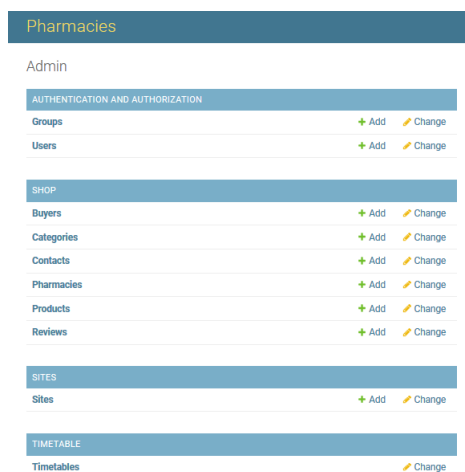 Pharmacies
Admin
AUTHENTICATION AND AUTHORIZATION
Groups Add Change
Users Add Change
SHOP
Buyers Add Change
Categories Add Change
Contacts Add Change
Pharmacies Add Change
Products Add Change
Reviews Add Change
SITES
Sites Add Change
TIMETABLE
Timetables Change